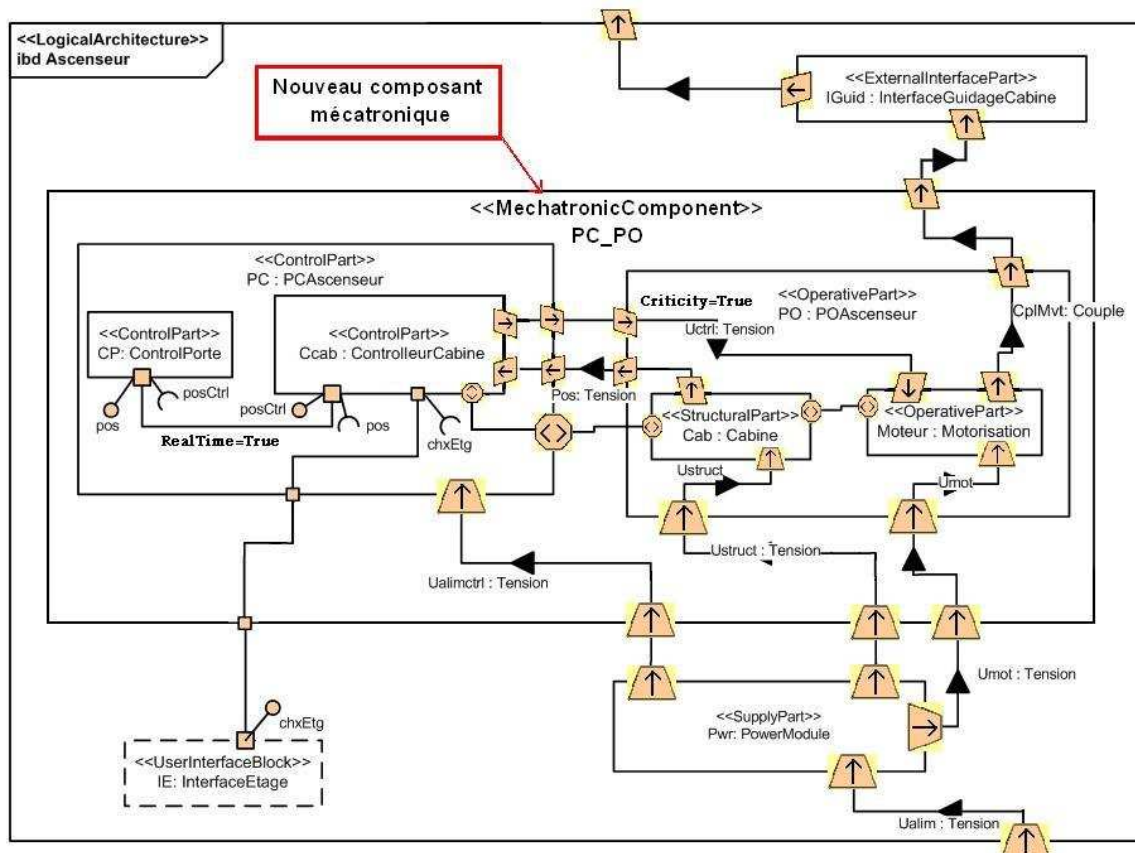 <<LogicalArchitecture>>
ibd Ascenseur
Nouveau composant
mécatronique
<<ExternalInterfacePart>>
IGuid : InterfaceGuidageCabine
<<MechatronicComponent>>
PC_PO
<<ControlPart>>
PC : PCAscenseur
Criticity=True
<<OperativePart>>
PO : POAscenseur
CplMvt: Couple
Uctrl: Tension
<<ControlPart>>
CP: ControlPorte
<<ControlPart>>
Ccab : ControlleurCabine
Pos: Tension
posCtrl
pos
RealTime=True
posCtrl
pos
chxEtg
<<StructuralPart>>
Cab : Cabine
<<OperativePart>>
Moteur : Motorisation
Ustruct
Umot
Ustruct : Tension
Ualimctrl : Tension
Umot : Tension
<<SupplyPart>>
Pwr: PowerModule
chxEtg
<<UserInterfaceBlock>>
IE: InterfaceEtage
Ualim : Tension